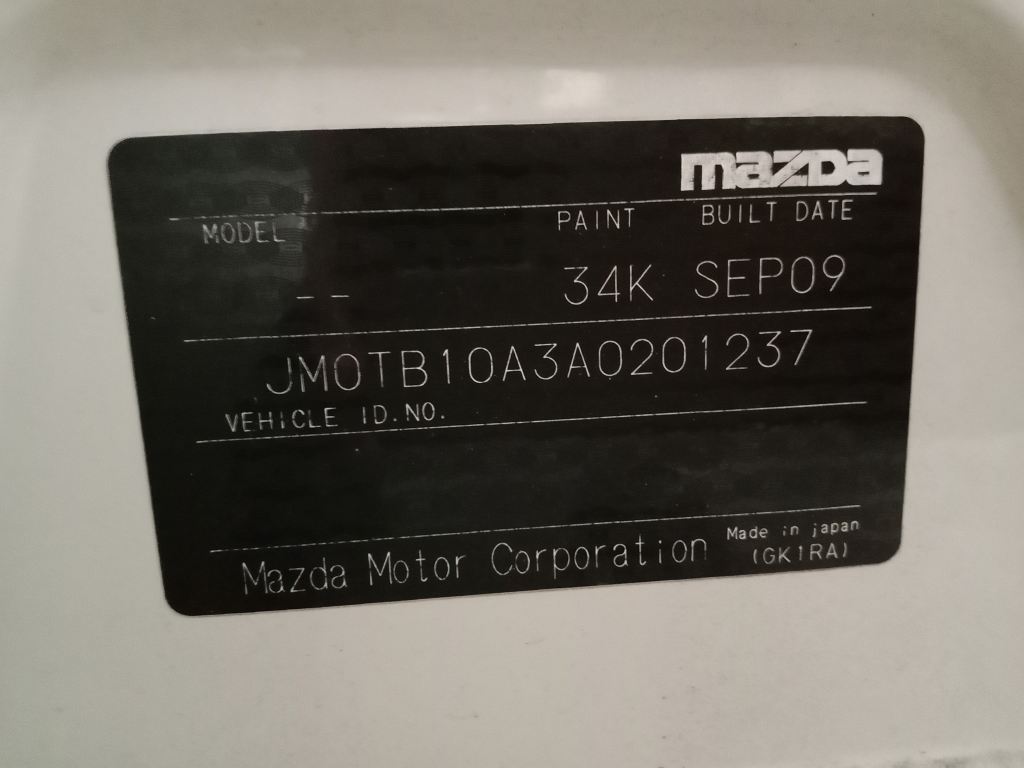 mazda
MODEL PAINT BUILT DATE
-- 34K SEP09
JM0TB10A3A0201237
VEHICLE ID.NO.
Mazda Motor Corporation Made in japan
(GK1RA)